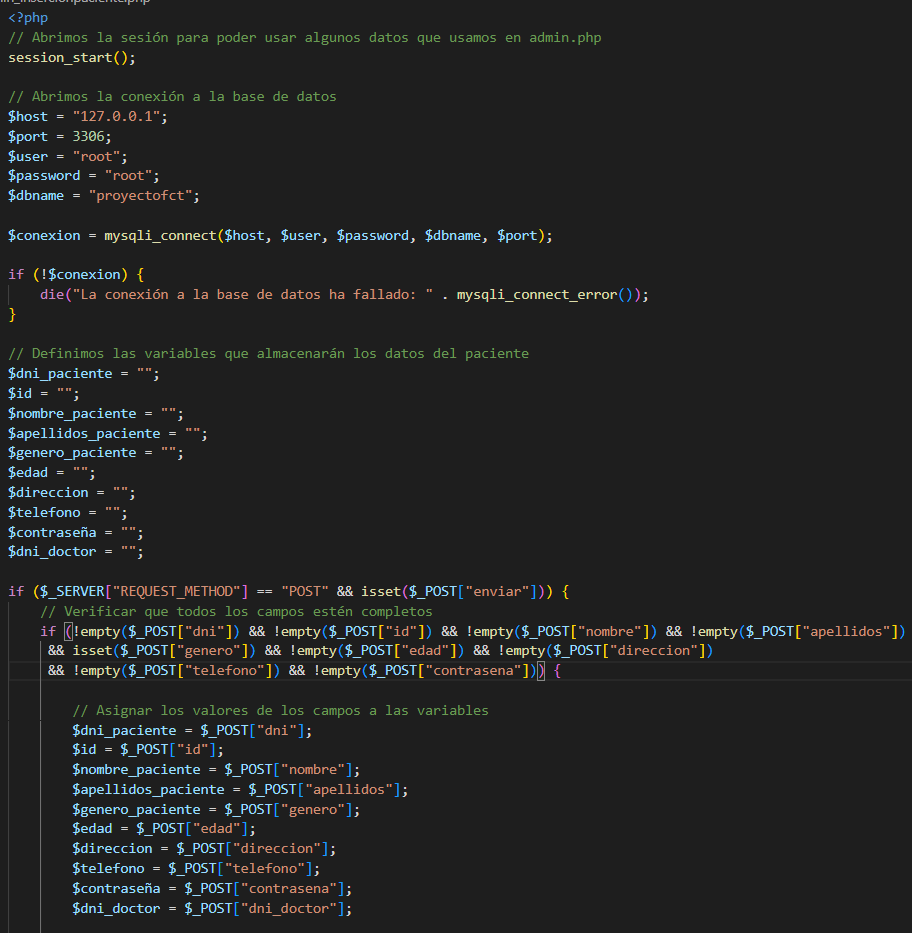 <?php
// Abrimos la sesión para poder usar algunos datos que usamos en admin.php
session_start();
// Abrimos la conexión a la base de datos
$host = "127.0.0.1";
$port = 3306;
$user = "root";
$password = "root";
$dbname = "proyectofct";
$conexion = mysqli_connect($host, $user, $password, $dbname, $port);
if (!$conexion) {
die("La conexión a la base de datos ha fallado: " . mysqli_connect_error());
}
// Definimos las variables que almacenarán los datos del paciente
$dni_paciente = "";
$id = "";
$nombre_paciente = "";
$apellidos_paciente = "";
$genero_paciente = "";
$edad = "";
$direccion = "";
$telefono = "";
$contraseña = "";
$dni_doctor = "";
if ($_SERVER["REQUEST_METHOD"] == "POST" && isset($_POST["enviar"])) {
// Verificar que todos los campos estén completos
if (!empty($_POST["dni"]) && !empty($_POST["id"]) && !empty($_POST["nombre"]) && !empty($_POST["apellidos"])
&& isset($_POST["genero"]) && !empty($_POST["edad"]) && !empty($_POST["direccion"])
&& !empty($_POST["telefono"]) && !empty($_POST["contrasena"])) {
// Asignar los valores de los campos a las variables
$dni_paciente = $_POST["dni"];
$id = $_POST["id"];
$nombre_paciente = $_POST["nombre"];
$apellidos_paciente = $_POST["apellidos"];
$genero_paciente = $_POST["genero"];
$edad = $_POST["edad"];
$direccion = $_POST["direccion"];
$telefono = $_POST["telefono"];
$contraseña = $_POST["contrasena"];
$dni_doctor = $_POST["dni_doctor"];